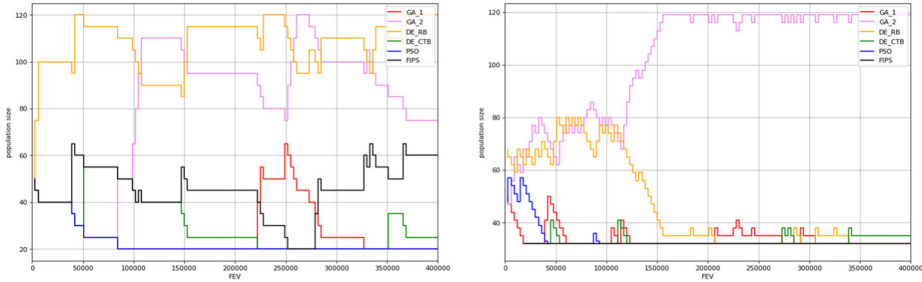 120
100
80
60
40
20
population size
0
50000
100000
150000
200000
250000
300000
350000
400000
FEV
GA_1
GA_2
DE_RB
DE_CTB
PSO
FIPS
120
100
80
60
40
population size
0
50000
100000
150000
200000
250000
300000
350000
400000
FEV
GA_1
GA_2
DE_RB
DE_CTB
PSO
FIPS